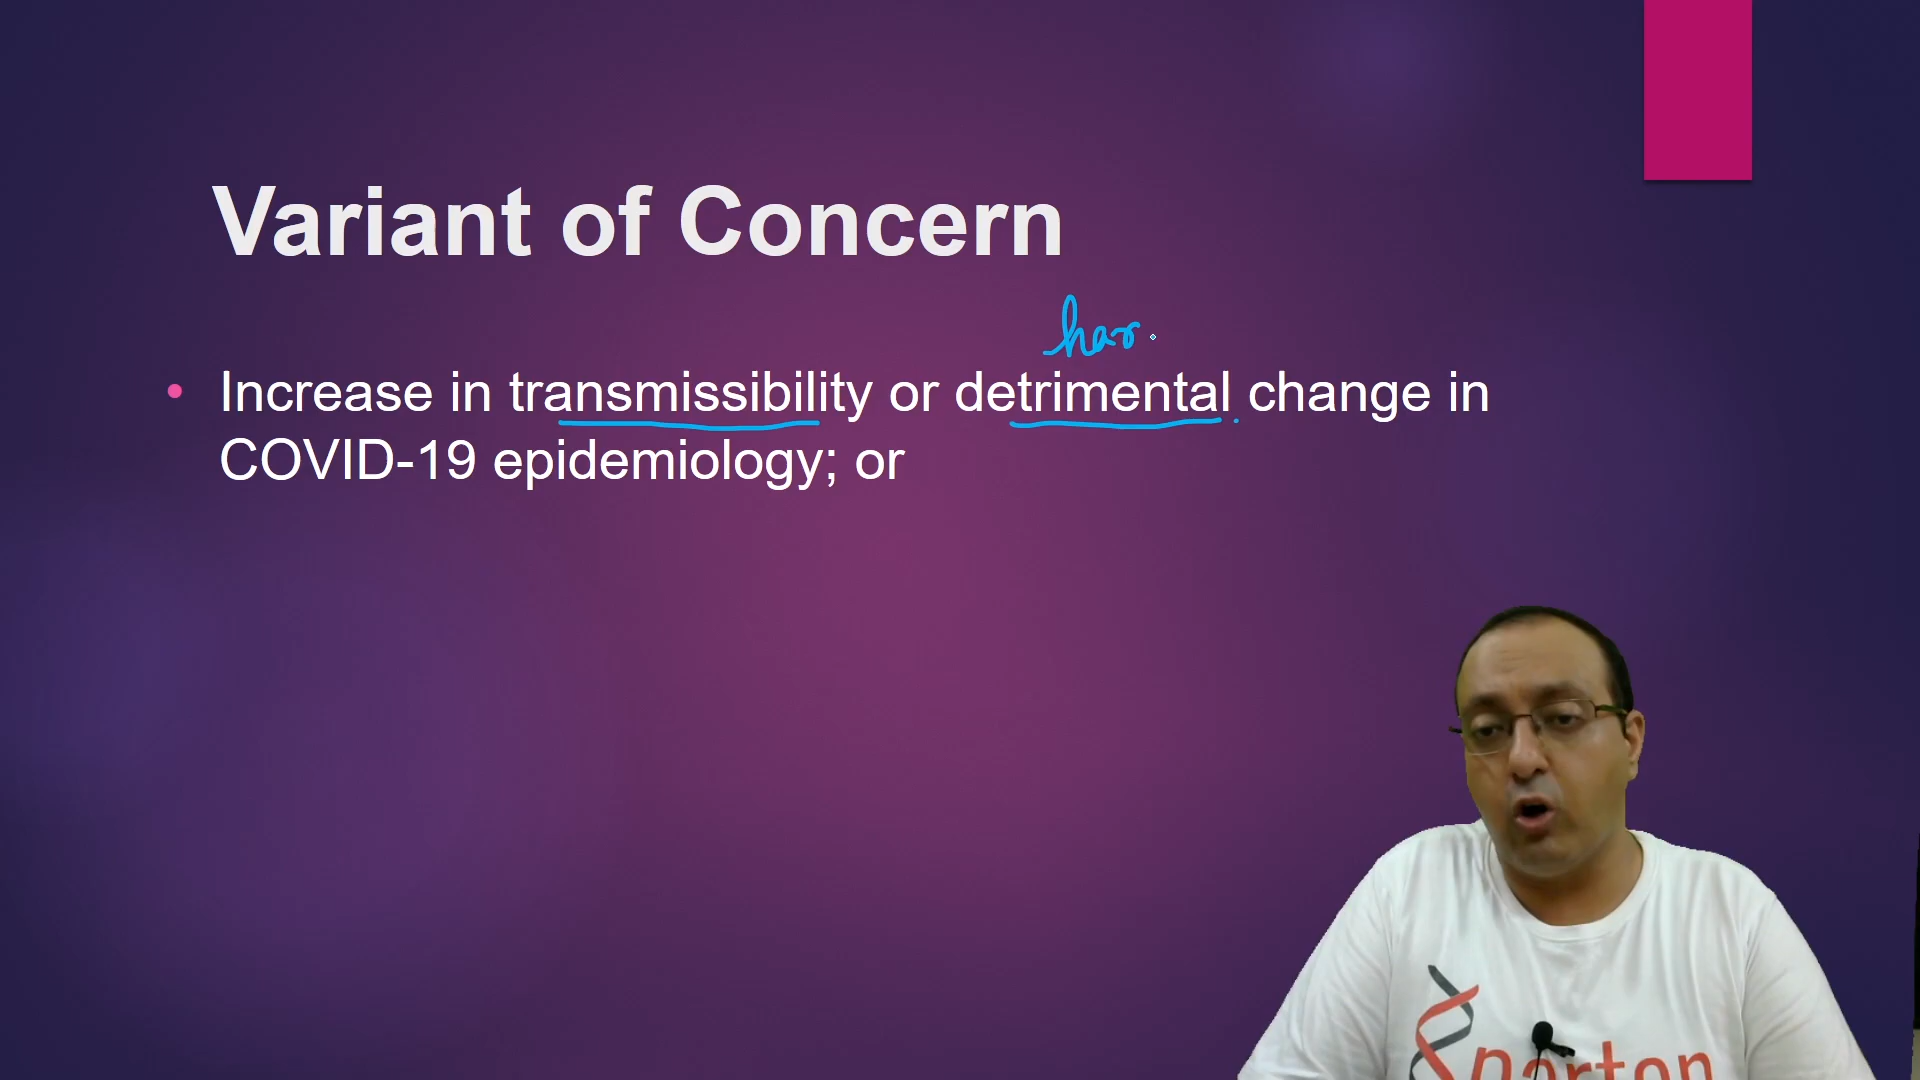 Variant of Concern
har
• Increase in transmissibility or detrimental change in
COVID-19 epidemiology; or